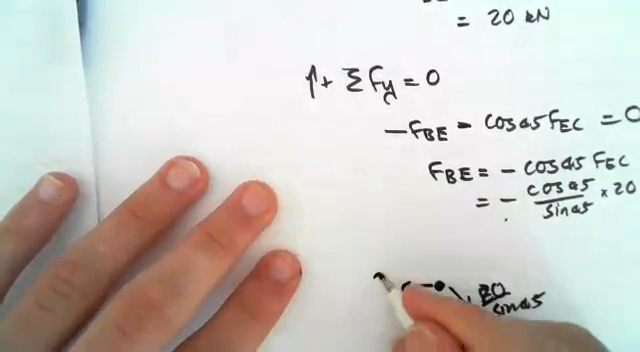 = 20 kN
↑+ ΣFy = 0
-FBE - cos45 FEC = 0
FBE = - cos45 FEC
= - cos45/sin45 × 20
20/sin45